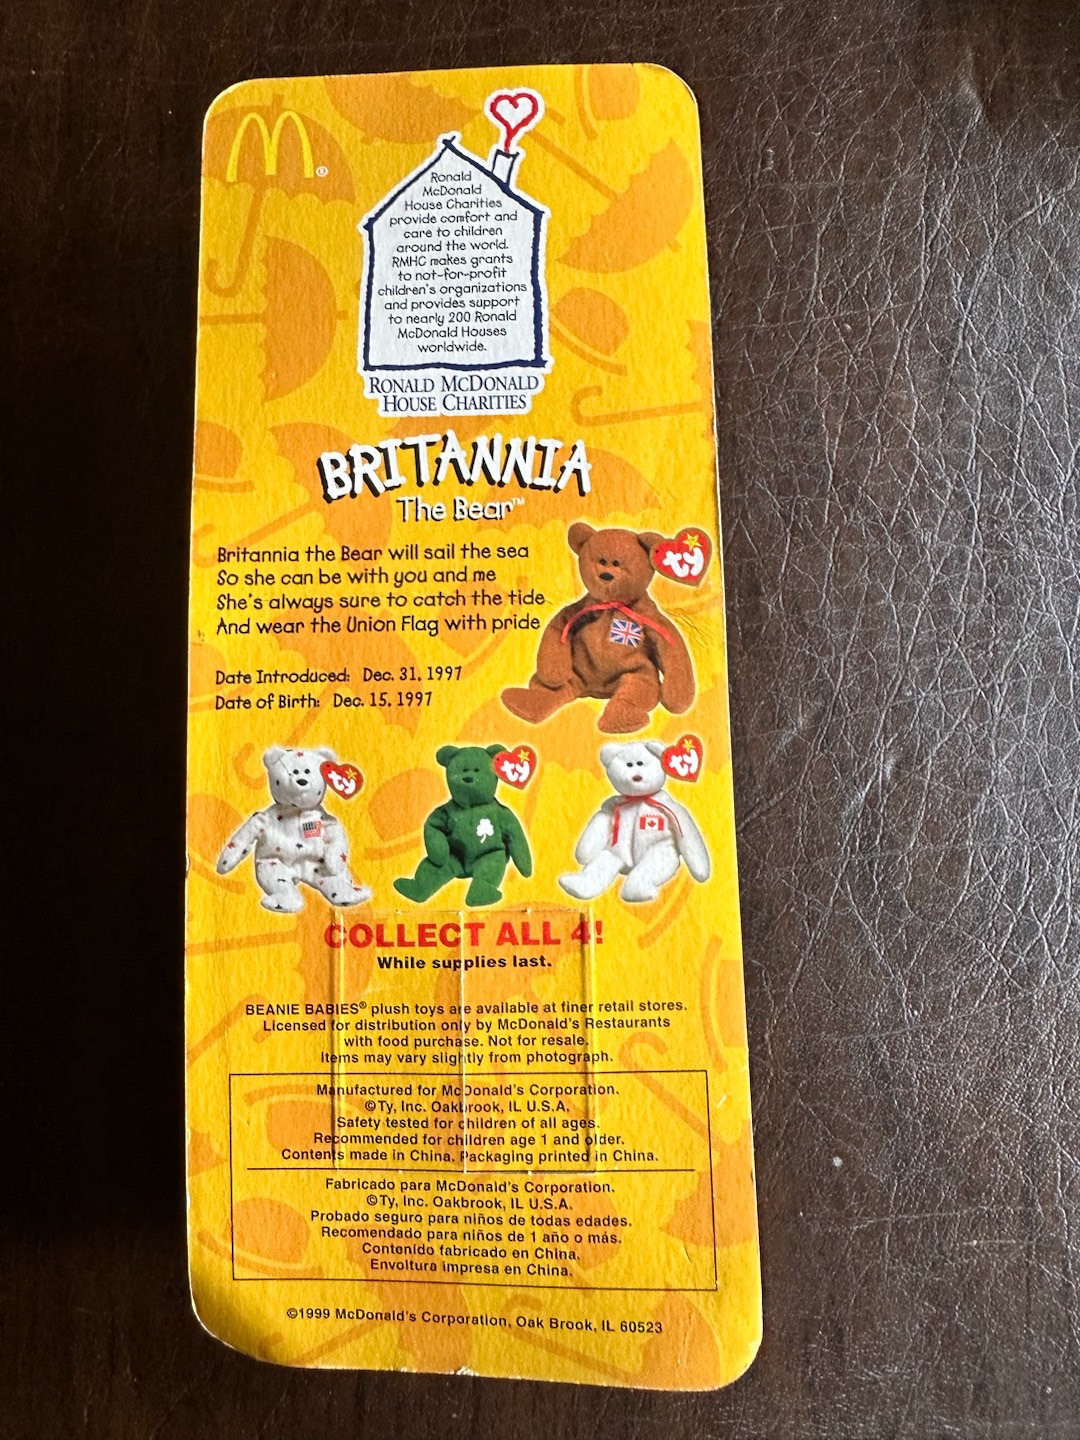 M®
Ronald
McDonald
House Charities
provide comfort and
care to children
around the world.
RMHC makes grants
to not-for-profit
children's organizations
and provides support
to nearly 200 Ronald
McDonald Houses
worldwide.
RONALD MCDONALD
HOUSE CHARITIES
BRITANNIA
The Bear™
Britannia the Bear will sail the sea
So she can be with you and me
She's always sure to catch the tide
And wear the Union Flag with pride
ty
Date Introduced: Dec. 31, 1997
Date of Birth: Dec. 15, 1997
ty
ty
ty
COLLECT ALL 4!
While supplies last.
BEANIE BABIES® plush toys are available at finer retail stores.
Licensed for distribution only by McDonald's Restaurants
with food purchase. Not for resale.
Items may vary slightly from photograph.
Manufactured for McDonald's Corporation.
©Ty, Inc. Oakbrook, IL U.S.A.
Safety tested for children of all ages.
Recommended for children age 1 and older.
Contents made in China. Packaging printed in China.
Fabricado para McDonald's Corporation.
©Ty, Inc. Oakbrook, IL U.S.A.
Probado seguro para niños de todas edades.
Recomendado para niños de 1 año o más.
Contenido fabricado en China.
Envoltura impresa en China.
©1999 McDonald's Corporation, Oak Brook, IL 60523